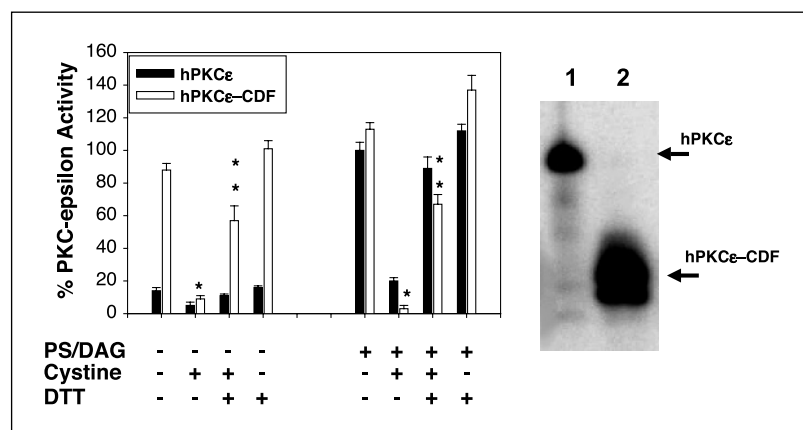 % PKC-epsilon Activity
160
140
120
100
80
60
40
20
0
hPKCε
hPKCε–CDF
* * * * * *
PS/DAG - - - - + + + +
Cystine - + + - - + + -
DTT - - + + - - + +
1 2
hPKCε
hPKCε–CDF